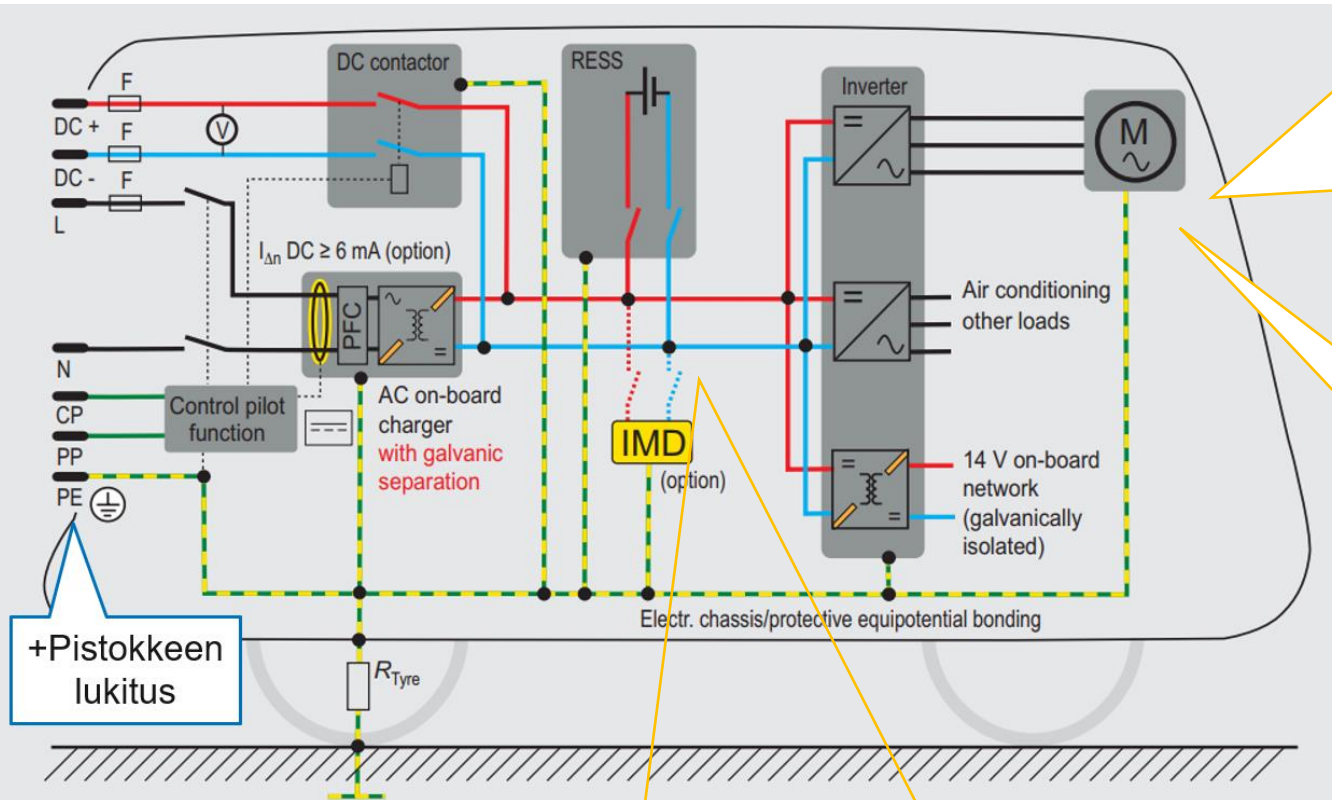 DC contactor
RESS
Inverter
F
DC +
F
V
DC -
F
L
M
I∆n DC ≥ 6 mA (option)
PFC
N
CP
PP
PE
Control pilot
function
AC on-board
charger
with galvanic
separation
IMD
(option)
Air conditioning
other loads
14 V on-board
network
(galvanically
isolated)
Electr. chassis/protective equipotential bonding
+Pistokkeen
lukitus
RTyre